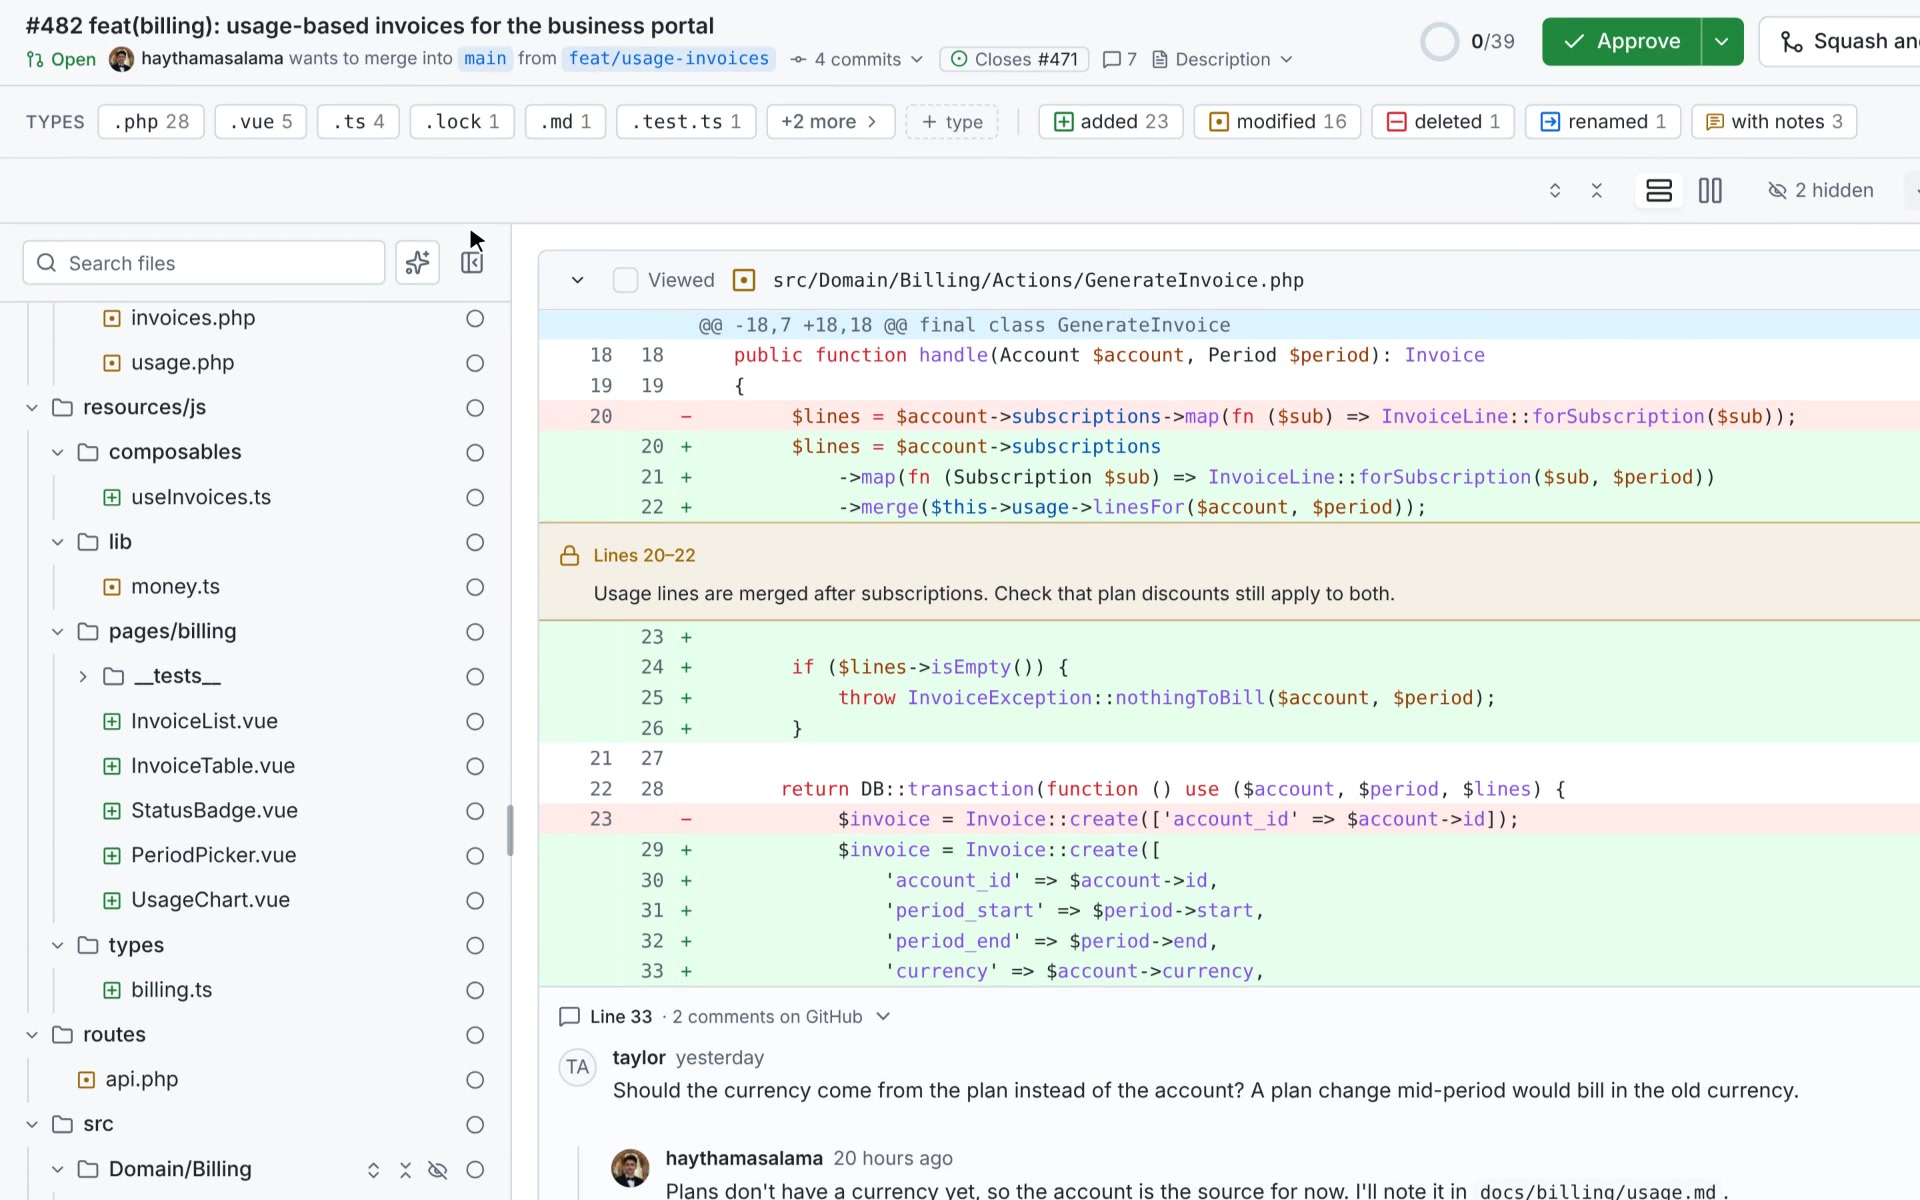 #482 feat(billing): usage-based invoices for the business portal
Open haythamasalama wants to merge into main from feat/usage-invoices 4 commits Closes #471 7 Description
0/39 Approve Squash an
TYPES .php 28 .vue 5 .ts 4 .lock 1 .md 1 .test.ts 1 +2 more + type added 23 modified 16 deleted 1 renamed 1 with notes 3
2 hidden
Search files
invoices.php
usage.php
resources/js
composables
useInvoices.ts
lib
money.ts
pages/billing
__tests__
InvoiceList.vue
InvoiceTable.vue
StatusBadge.vue
PeriodPicker.vue
UsageChart.vue
types
billing.ts
routes
api.php
src
Domain/Billing
Viewed src/Domain/Billing/Actions/GenerateInvoice.php
@@ -18,7 +18,18 @@ final class GenerateInvoice
18 18 public function handle(Account $account, Period $period): Invoice
19 19 {
20 - $lines = $account->subscriptions->map(fn ($sub) => InvoiceLine::forSubscription($sub));
20 + $lines = $account->subscriptions
21 + ->map(fn (Subscription $sub) => InvoiceLine::forSubscription($sub, $period))
22 + ->merge($this->usage->linesFor($account, $period));
Lines 20–22
Usage lines are merged after subscriptions. Check that plan discounts still apply to both.
23 +
24 + if ($lines->isEmpty()) {
25 + throw InvoiceException::nothingToBill($account, $period);
26 + }
21 27
22 28 return DB::transaction(function () use ($account, $period, $lines) {
23 - $invoice = Invoice::create(['account_id' => $account->id]);
29 + $invoice = Invoice::create([
30 + 'account_id' => $account->id,
31 + 'period_start' => $period->start,
32 + 'period_end' => $period->end,
33 + 'currency' => $account->currency,
Line 33 · 2 comments on GitHub
TA taylor yesterday
Should the currency come from the plan instead of the account? A plan change mid-period would bill in the old currency.
haythamasalama 20 hours ago
Plans don't have a currency yet, so the account is the source for now. I'll note it in docs/billing/usage.md.